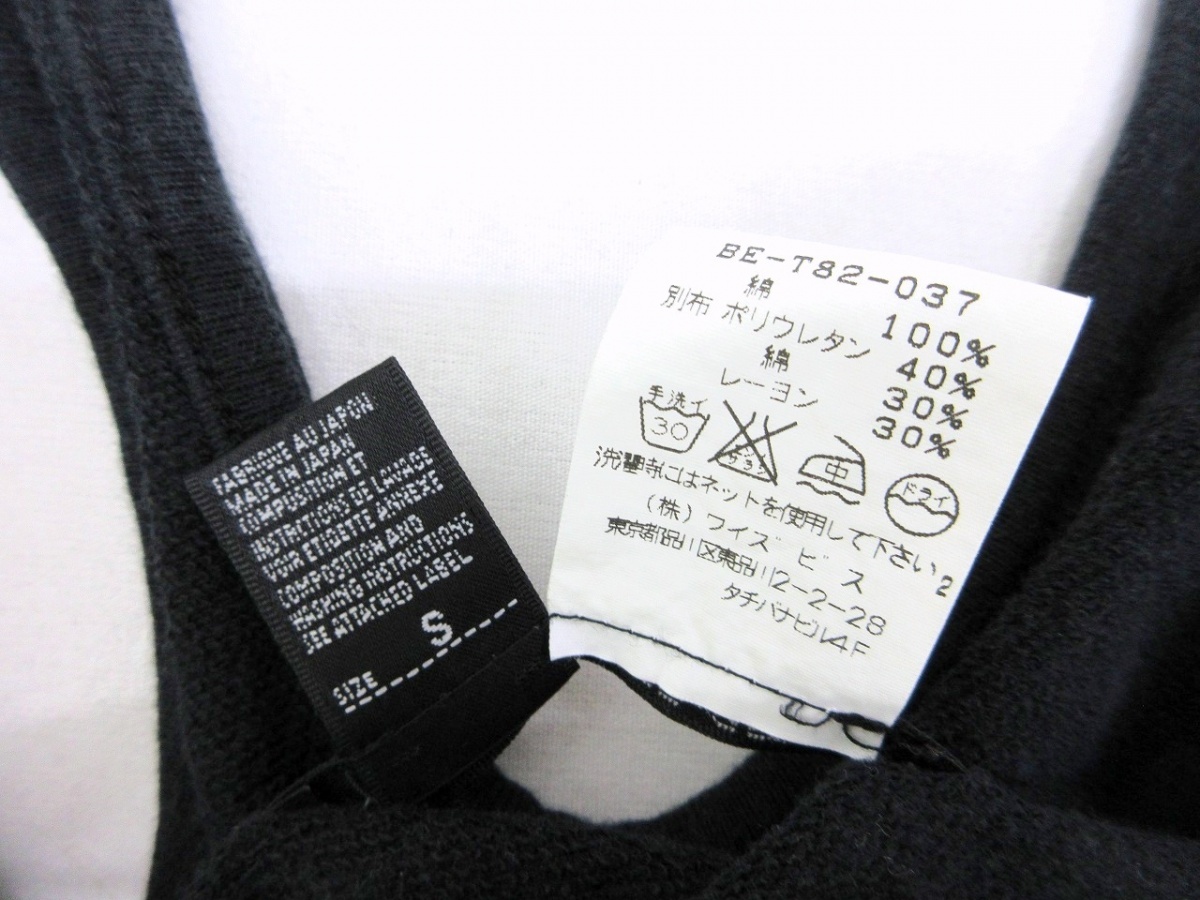 FABRIQUE AU JAPON
MADE IN JAPAN
COMPOSITION ET
INSTRUCTIONS DE LAVAGE
VOIR ETIQUETTE ANNEXE
COMPOSITION AND
WASHING INSTRUCTIONS
SEE ATTACHED LABEL
SIZE S
BE-T82-037
綿 100%
別布 ポリウレタン 40%
綿 30%
レーヨン 30%
手洗イ
30
中
ドライ
洗濯時にはネットを使用して下さい 2
(株) ワイズ ビス
東京都品川区東品川2-2-28
タチバナビル4F